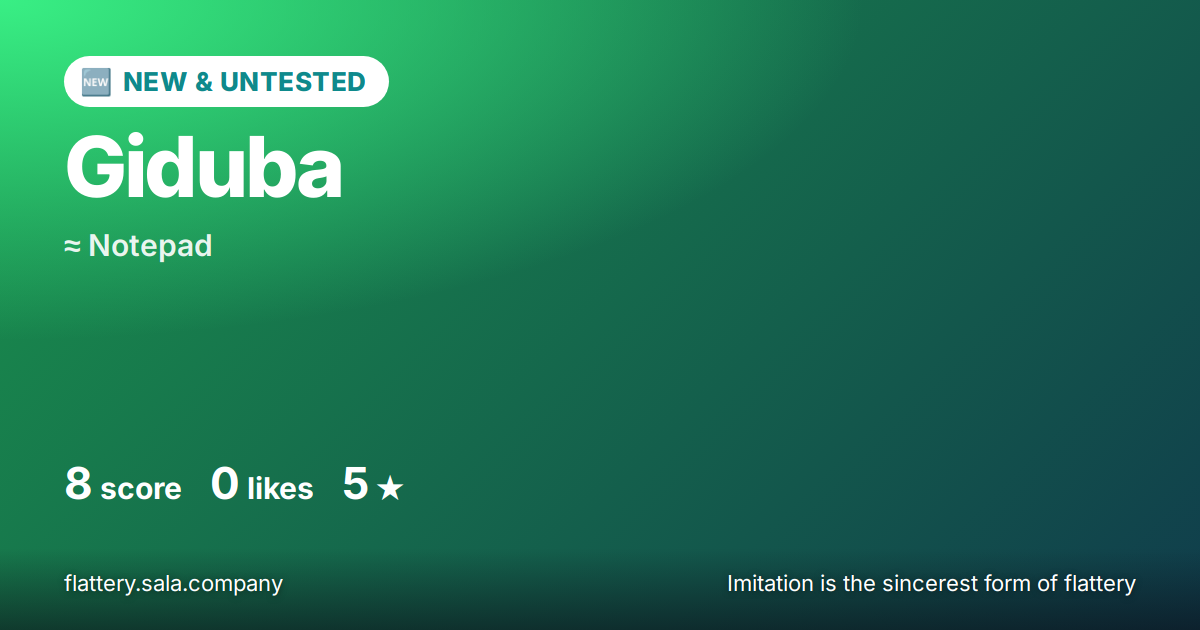 🆕 NEW & UNTESTED
Giduba
≈ Notepad
8 score 0 likes 5 ★
flattery.sala.company
Imitation is the sincerest form of flattery